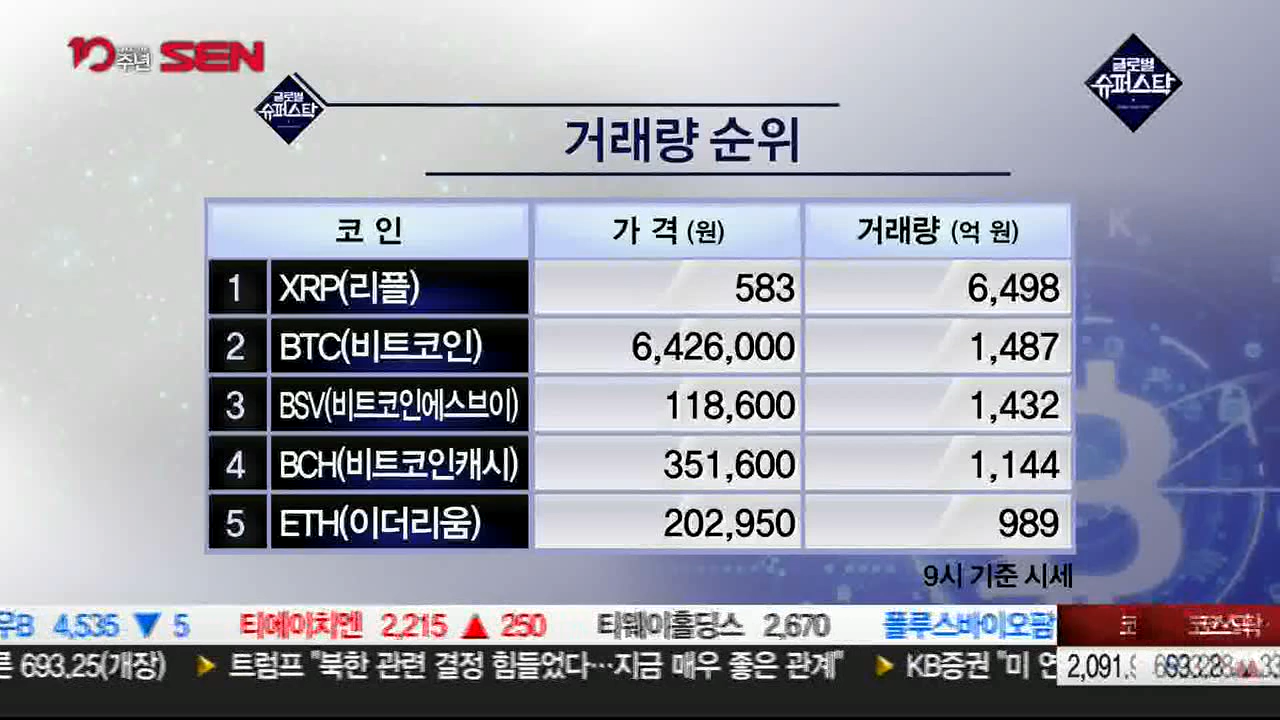 10주년 SEN
글로벌 슈퍼스타
글로벌 슈퍼스타
거래량 순위
코인 가격 (원) 거래량 (억 원)
1 XRP(리플) 583 6,498
2 BTC(비트코인) 6,426,000 1,487
3 BSV(비트코인에스브이) 118,600 1,432
4 BCH(비트코인캐시) 351,600 1,144
5 ETH(이더리움) 202,950 989
9시 기준 시세
우B 4,535 ▼ 5 티에이치엔 2,215 ▲ 250 티웨이홀딩스 2,670 플루스바이오팜
693.25(개장) ▶ 트럼프 "북한 관련 결정 힘들었다…지금 매우 좋은 관계" ▶ KB증권 "미 2,091.